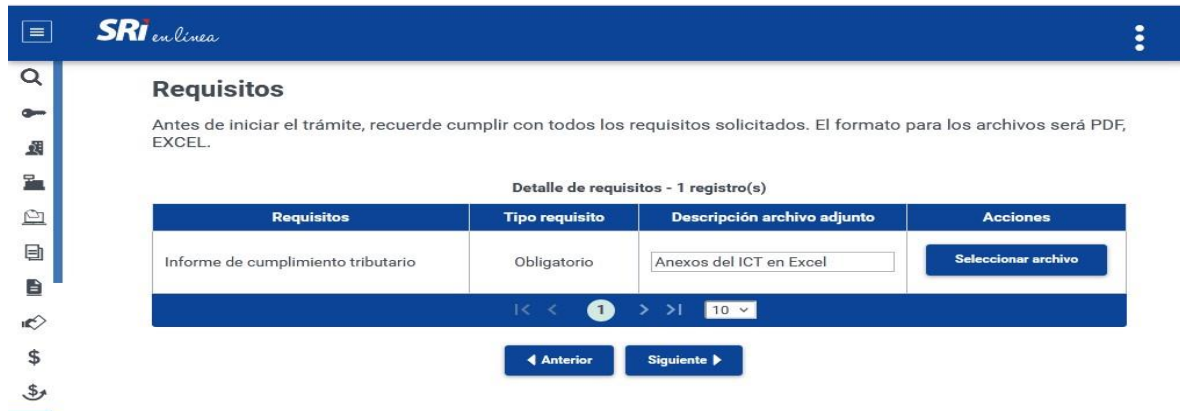 SRi en línea
Requisitos
Antes de iniciar el trámite, recuerde cumplir con todos los requisitos solicitados. El formato para los archivos será PDF,
EXCEL.
Detalle de requisitos - 1 registro(s)
Requisitos Tipo requisito Descripción archivo adjunto Acciones
Informe de cumplimiento tributario Obligatorio Anexos del ICT en Excel Seleccionar archivo
1 10
Anterior Siguiente